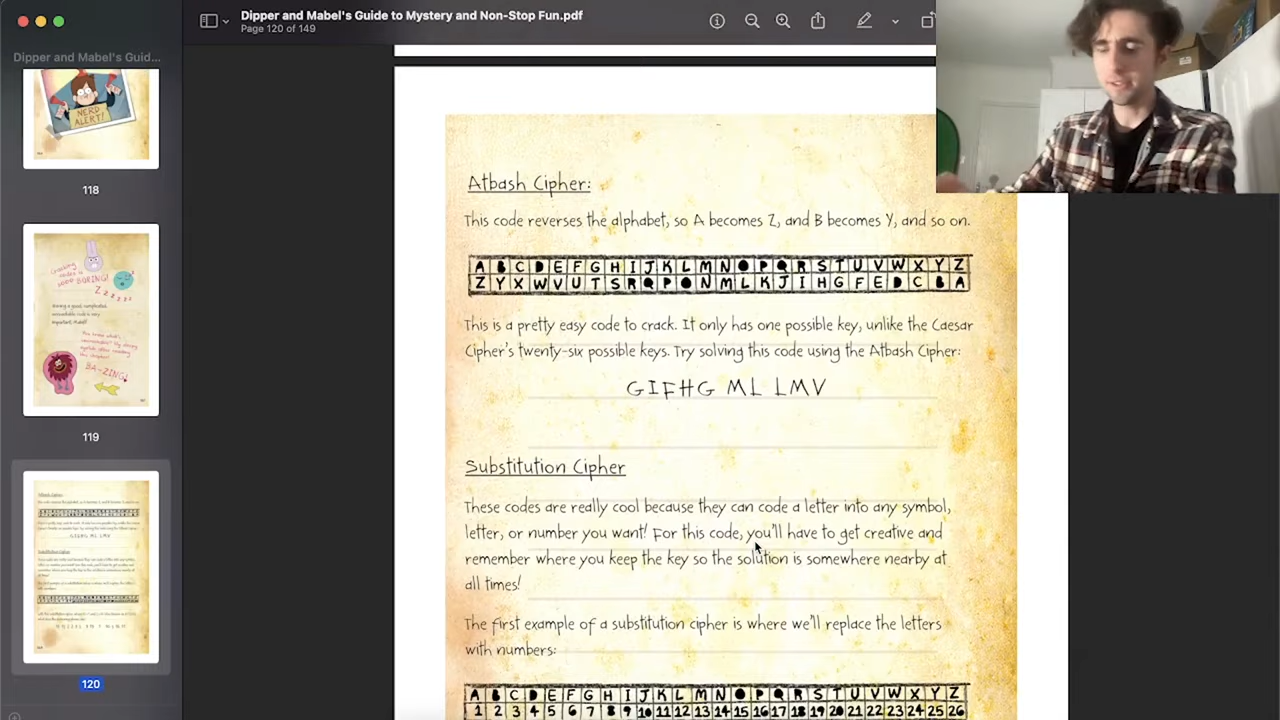 Dipper and Mabel's Guide to Mystery and Non-Stop Fun.pdf
Page 120 of 149
Dipper and Mabel's Guid...
NERD
ALERT!
118
BORING!
BA-ZING!
119
Atbash Cipher:
This code reverses the alphabet, so A becomes Z, and B becomes Y, and so on.
A B C D E F G H I J K L M N O P Q R S T U V W X Y Z
Z Y X W V U T S R Q P O N M L K J I H G F E D C B A
This is a pretty easy code to crack. It only has one possible key, unlike the Caesar
Cipher's twenty-six possible keys. Try solving this code using the Atbash Cipher:
GIFHG ML LMV
Substitution Cipher
These codes are really cool because they can code a letter into any symbol,
letter, or number you want! For this code, you'll have to get creative and
remember where you keep the key so the solution is somewhere nearby at
all times!
The first example of a substitution cipher is where we'll replace the letters
with numbers:
A B C D E F G H I J K L M N O P Q R S T U V W X Y Z
1 2 3 4 5 6 7 8 9 10 11 12 13 14 15 16 17 18 19 20 21 22 23 24 25 26
120